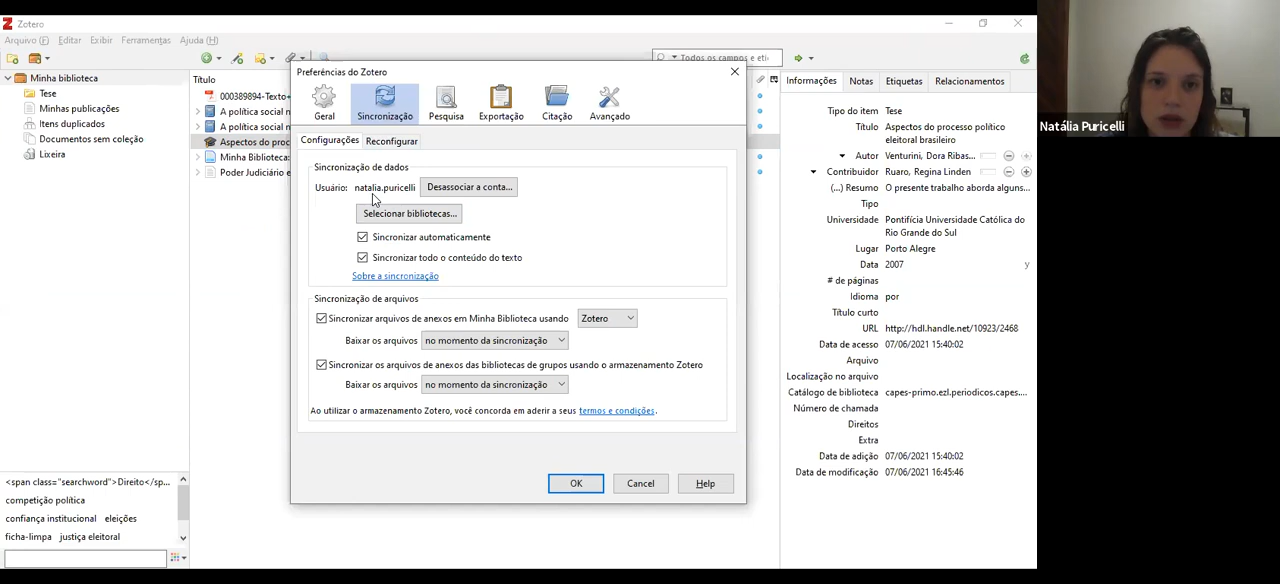 Zotero
Arquivo (F) Editar Exibir Ferramentas Ajuda (H)
Todos os campos e eti
Minha biblioteca
Tese
Minhas publicações
Itens duplicados
Documentos sem coleção
Lixeira
Título
000389894-Texto+
A política social n
A política social n
Aspectos do proce
Minha Biblioteca:
Poder Judiciário e
Preferências do Zotero
Geral Sincronização Pesquisa Exportação Citação Avançado
Configurações Reconfigurar
Sincronização de dados
Usuário: natalia.puricelli Desassociar a conta...
Selecionar bibliotecas...
Sincronizar automaticamente
Sincronizar todo o conteúdo do texto
Sobre a sincronização
Sincronização de arquivos
Sincronizar arquivos de anexos em Minha Biblioteca usando Zotero
Baixar os arquivos no momento da sincronização
Sincronizar os arquivos de anexos das bibliotecas de grupos usando o armazenamento Zotero
Baixar os arquivos no momento da sincronização
Ao utilizar o armazenamento Zotero, você concorda em aderir a seus termos e condições.
OK Cancel Help
Informações Notas Etiquetas Relacionamentos
Tipo do item Tese
Título Aspectos do processo político
eleitoral brasileiro
Autor Venturini, Dora Ribas...
Contribuidor Ruaro, Regina Linden
(...) Resumo O presente trabalho aborda alguns...
Tipo
Universidade Pontifícia Universidade Católica do
Rio Grande do Sul
Lugar Porto Alegre
Data 2007 y
# de páginas
Idioma por
Título curto
URL http://hdl.handle.net/10923/2468
Data de acesso 07/06/2021 15:40:02
Arquivo
Localização no arquivo
Catálogo de biblioteca capes-primo.ezl.periodicos.capes....
Número de chamada
Direitos
Extra
Data de adição 07/06/2021 15:40:02
Data de modificação 07/06/2021 16:45:46
<span class="searchword">Direito</sp...
competição política
confiança institucional eleições
ficha-limpa justiça eleitoral
Natália Puricelli